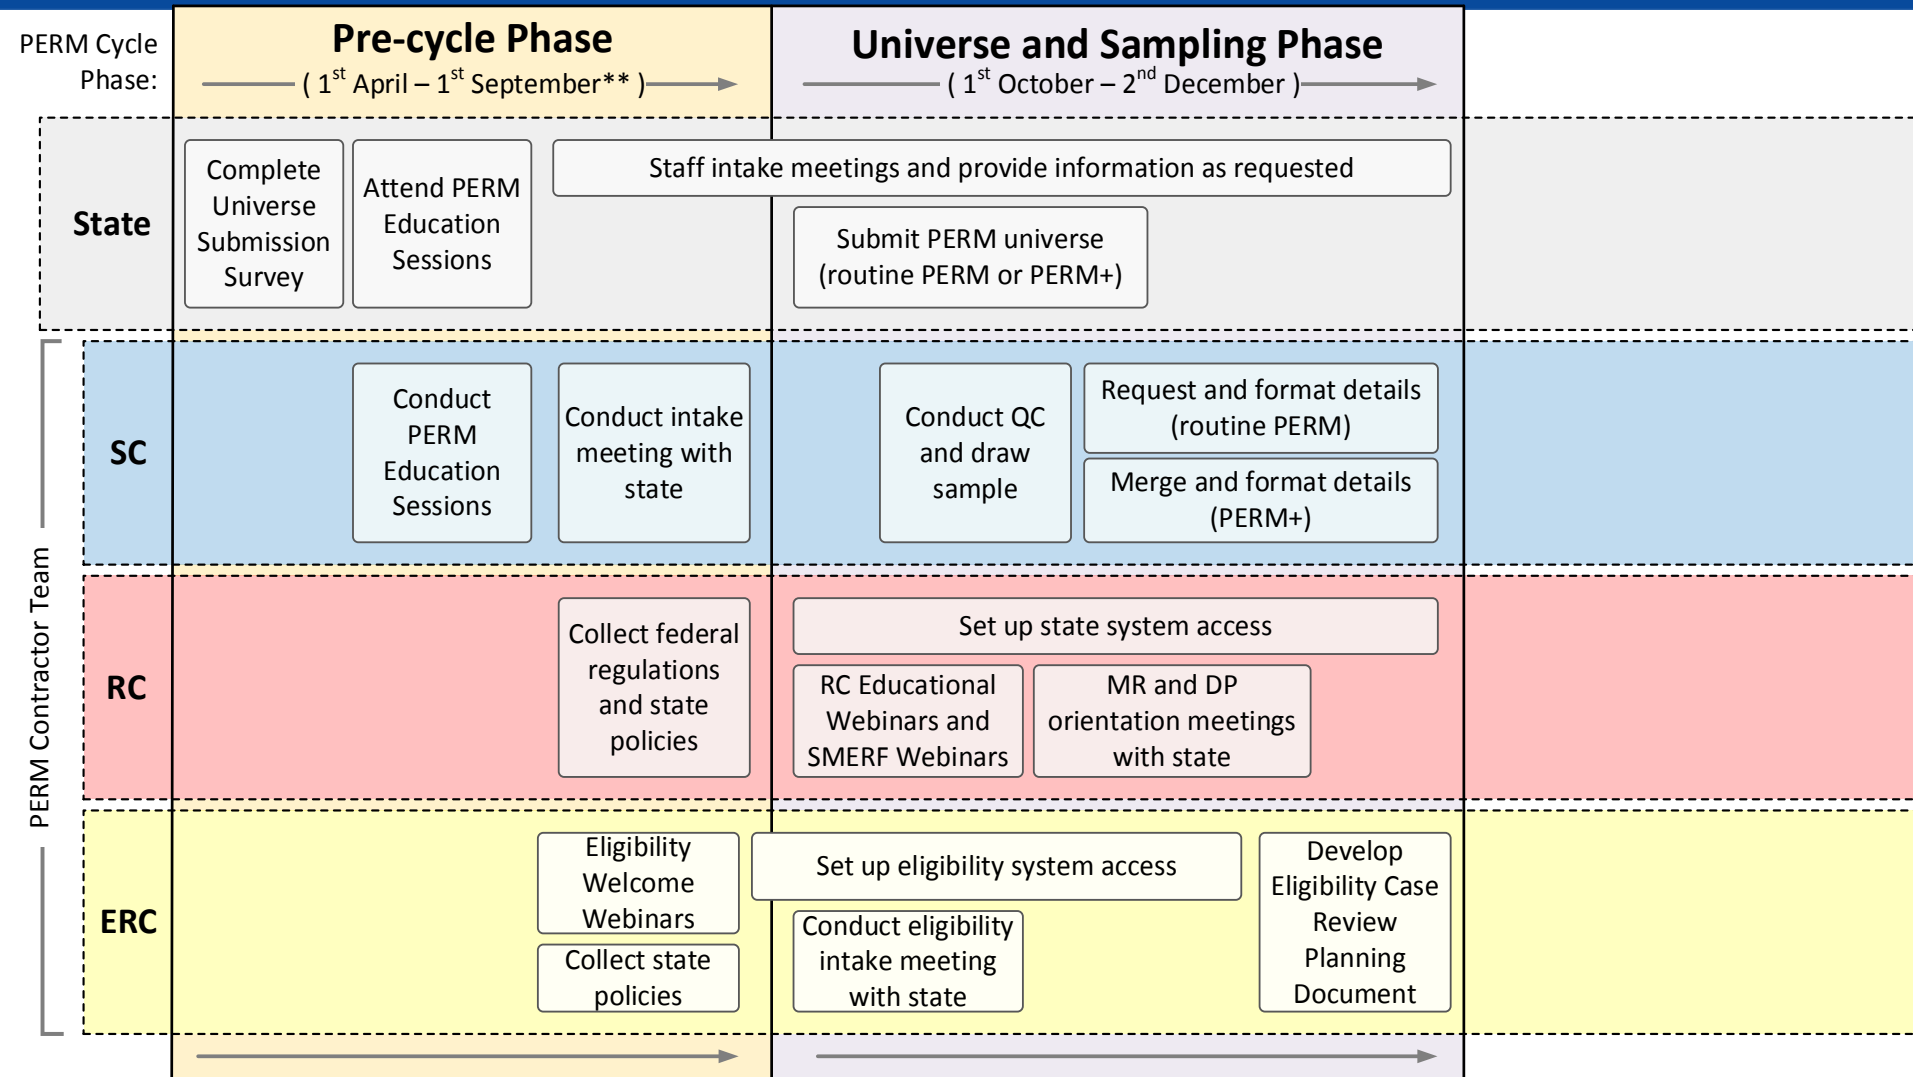 PERM Cycle
Phase:
Pre-cycle Phase
( 1st April – 1st September** )
Universe and Sampling Phase
( 1st October – 2nd December )
State
Complete
Universe
Submission
Survey
Attend PERM
Education
Sessions
Staff intake meetings and provide information as requested
Submit PERM universe
(routine PERM or PERM+)
PERM Contractor Team
SC
Conduct
PERM
Education
Sessions
Conduct intake
meeting with
state
Conduct QC
and draw
sample
Request and format details
(routine PERM)
Merge and format details
(PERM+)
RC
Collect federal
regulations
and state
policies
Set up state system access
RC Educational
Webinars and
SMERF Webinars
MR and DP
orientation meetings
with state
ERC
Eligibility
Welcome
Webinars
Collect state
policies
Set up eligibility system access
Conduct eligibility
intake meeting
with state
Develop
Eligibility Case
Review
Planning
Document